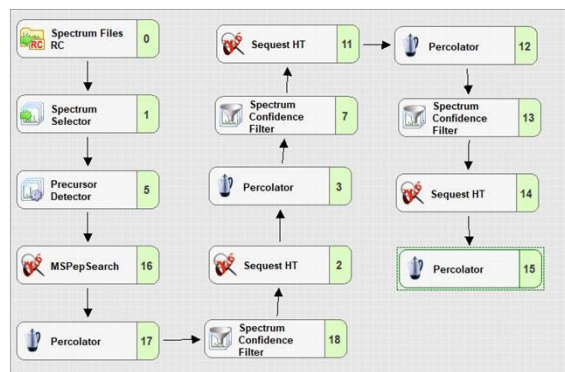 Spectrum Files
RC
RC
0
Spectrum
Selector
1
Precursor
Detector
5
MSPepSearch
16
Percolator
17
Spectrum
Confidence
Filter
18
Sequest HT
2
Percolator
3
Spectrum
Confidence
Filter
7
Sequest HT
11
Percolator
12
Spectrum
Confidence
Filter
13
Sequest HT
14
Percolator
15